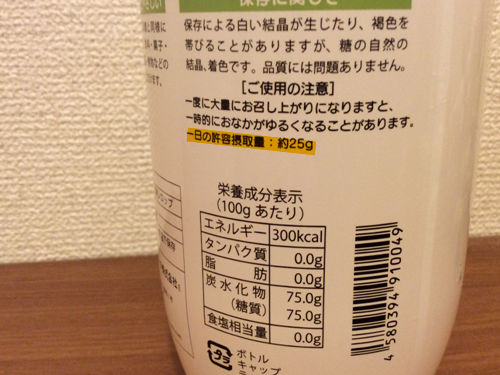 保存に関して
保存による白い結晶が生じたり、褐色を
帯びることがありますが、糖の自然の
結晶、着色です。品質には問題ありません。
[ご使用の注意]
一度に大量にお召し上がりになりますと、
一時的におなかがゆるくなることがあります。
一日の許容摂取量:約25g
栄養成分表示
(100gあたり)
エネルギー 300kcal
タンパク質 0.0g
脂肪 0.0g
炭水化物 75.0g
(糖質) 75.0g
食塩相当量 0.0g
4580394910049
プラ
ボトル
キャップ